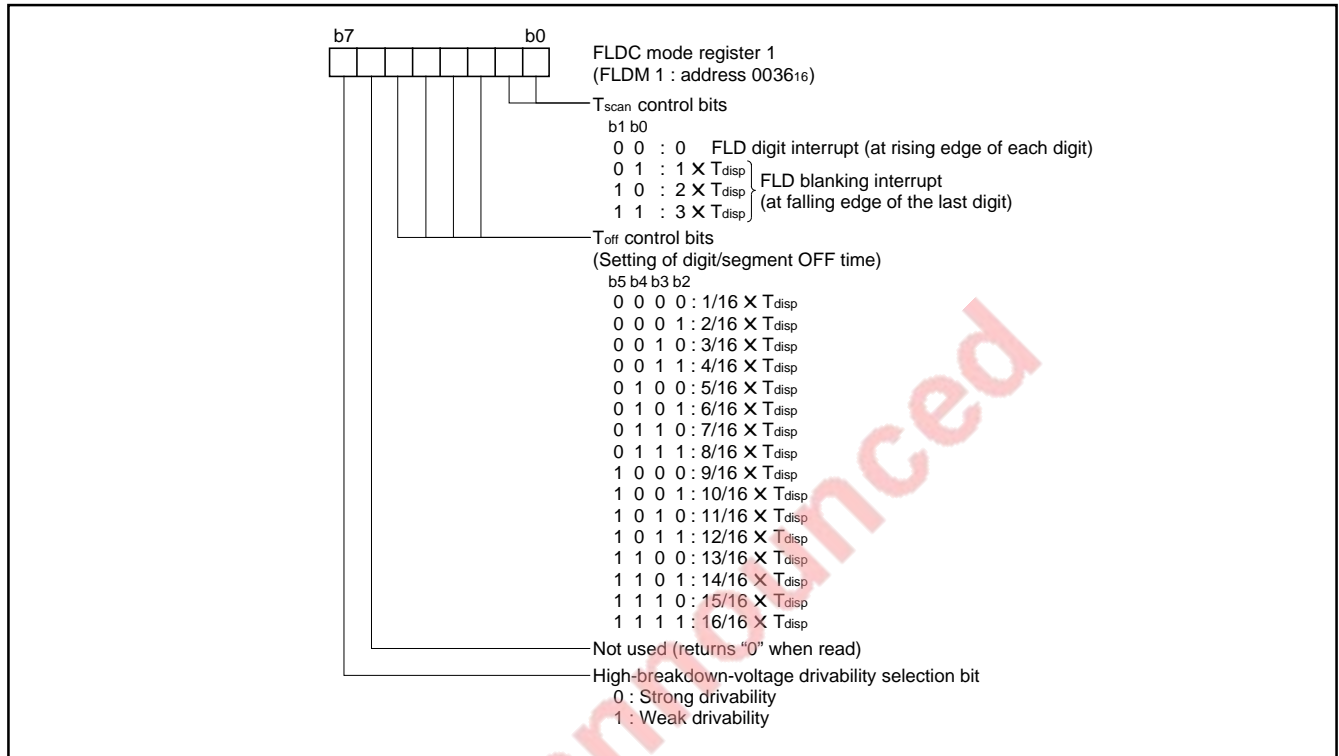 b7 b0
FLDC mode register 1
(FLDM 1 : address 003616)
Tscan control bits
b1 b0
0 0 : 0 FLD digit interrupt (at rising edge of each digit)
0 1 : 1 ✕ Tdisp
1 0 : 2 ✕ Tdisp
1 1 : 3 ✕ Tdisp
FLD blanking interrupt
(at falling edge of the last digit)
Toff control bits
(Setting of digit/segment OFF time)
b5 b4 b3 b2
0 0 0 0 : 1/16 ✕ Tdisp
0 0 0 1 : 2/16 ✕ Tdisp
0 0 1 0 : 3/16 ✕ Tdisp
0 0 1 1 : 4/16 ✕ Tdisp
0 1 0 0 : 5/16 ✕ Tdisp
0 1 0 1 : 6/16 ✕ Tdisp
0 1 1 0 : 7/16 ✕ Tdisp
0 1 1 1 : 8/16 ✕ Tdisp
1 0 0 0 : 9/16 ✕ Tdisp
1 0 0 1 : 10/16 ✕ Tdisp
1 0 1 0 : 11/16 ✕ Tdisp
1 0 1 1 : 12/16 ✕ Tdisp
1 1 0 0 : 13/16 ✕ Tdisp
1 1 0 1 : 14/16 ✕ Tdisp
1 1 1 0 : 15/16 ✕ Tdisp
1 1 1 1 : 16/16 ✕ Tdisp
Not used (returns “0” when read)
High-breakdown-voltage drivability selection bit
0 : Strong drivability
1 : Weak drivability
nnounced